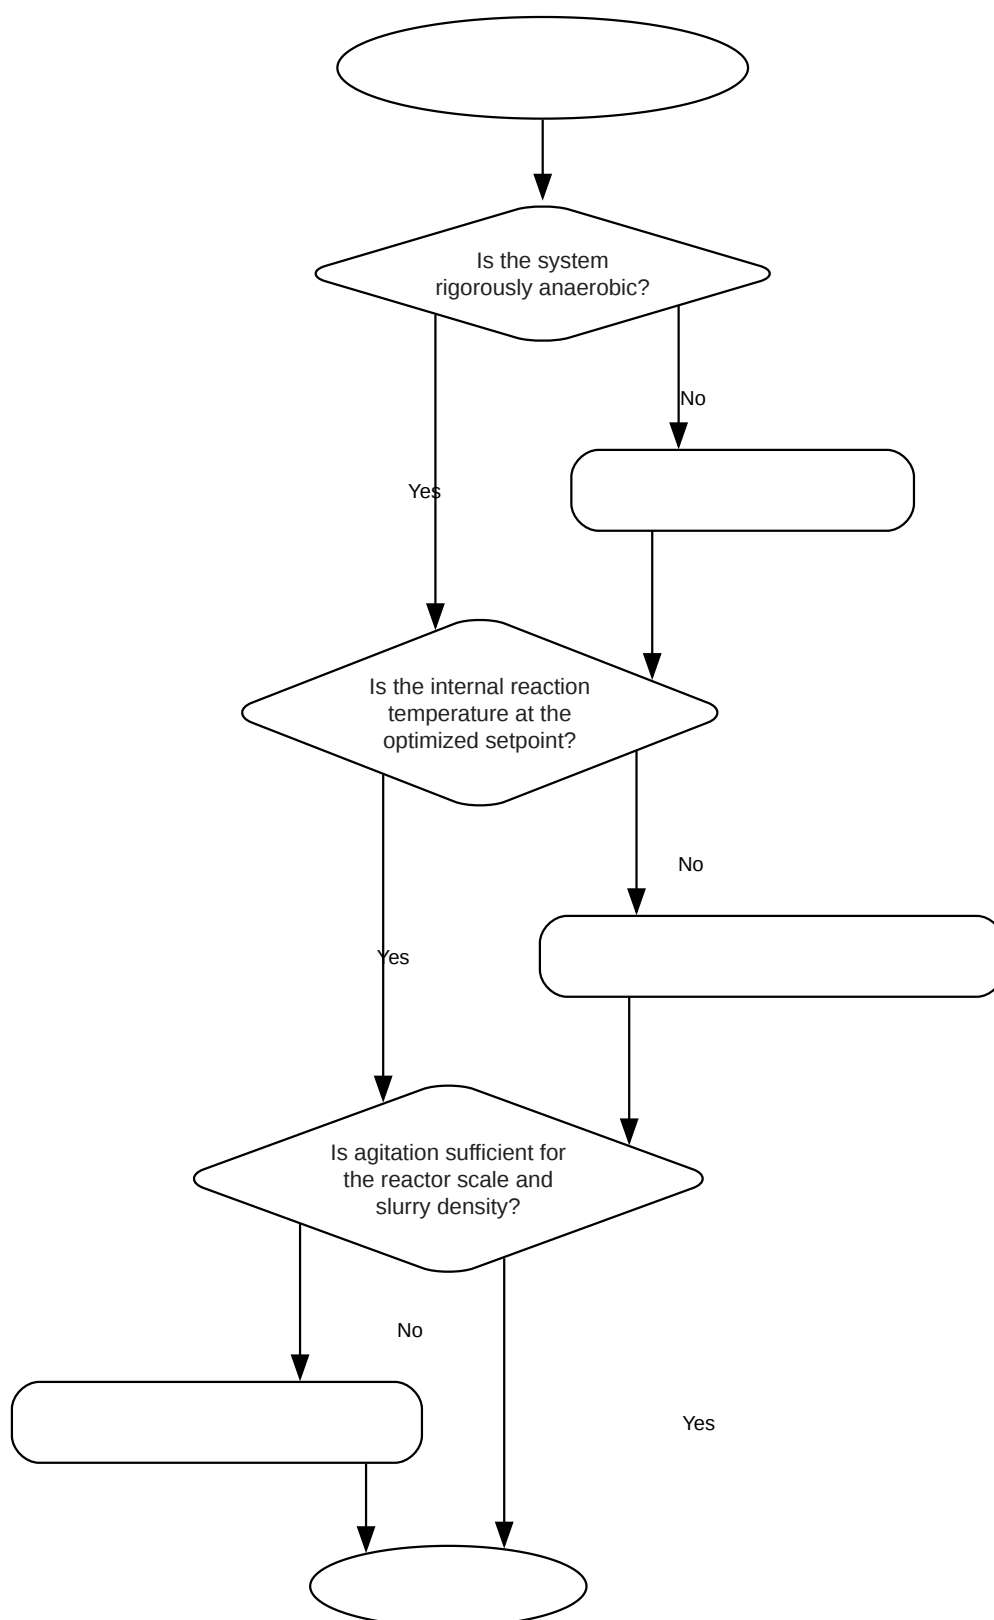 Is the system
rigorously anaerobic?
No
Yes
Is the internal reaction
temperature at the
optimized setpoint?
No
Yes
Is agitation sufficient for
the reactor scale and
slurry density?
No
Yes